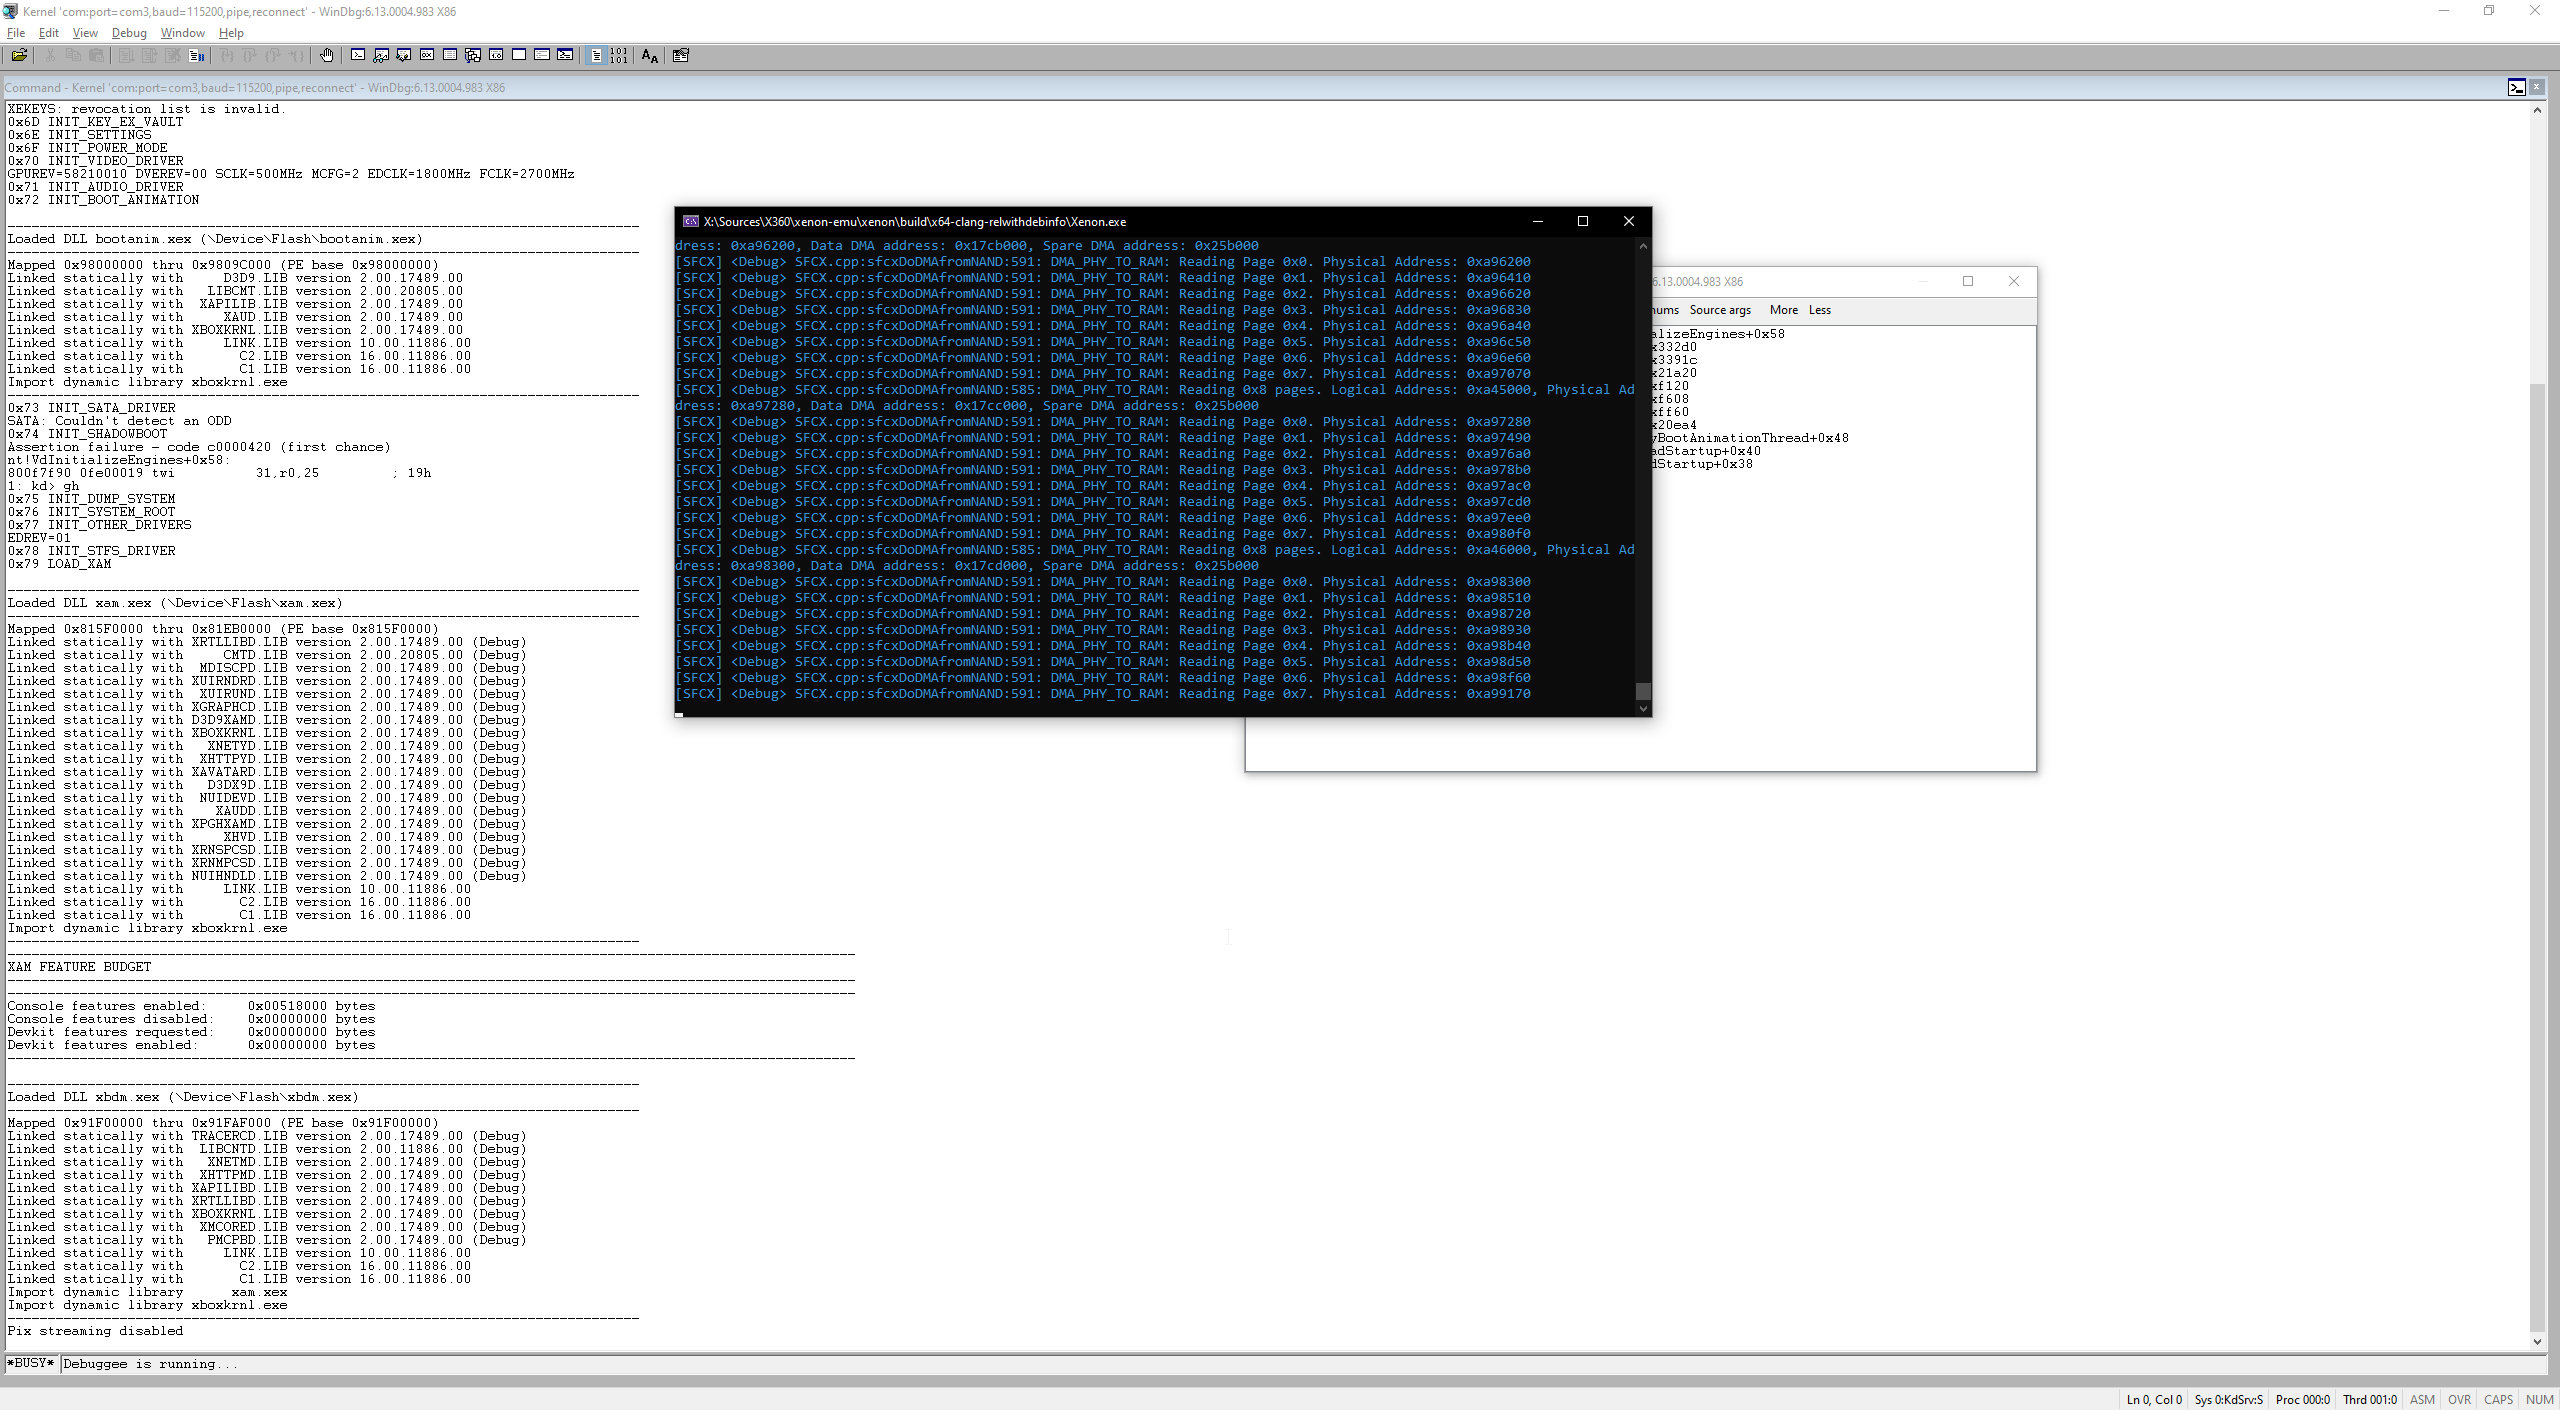 Kernel 'com:port=com3,baud=115200,pipe,reconnect' - WinDbg:6.13.0004.983 X86
File Edit View Debug Window Help
Command - Kernel 'com:port=com3,baud=115200,pipe,reconnect' - WinDbg:6.13.0004.983 X86
XEKEYS: revocation list is invalid.
0x6D INIT_KEY_EX_VAULT
0x6E INIT_SETTINGS
0x6F INIT_POWER_MODE
0x70 INIT_VIDEO_DRIVER
GPUREV=58210010 DVEREV=00 SCLK=500MHz MCFG=2 EDCLK=1800MHz FCLK=2700MHz
0x71 INIT_AUDIO_DRIVER
0x72 INIT_BOOT_ANIMATION
Loaded DLL bootanim.xex (\Device\Flash\bootanim.xex)
Mapped 0x98000000 thru 0x9809C000 (PE base 0x98000000)
Linked statically with D3D9.LIB version 2.00.17489.00
Linked statically with LIBCMT.LIB version 2.00.20805.00
Linked statically with XAPILIB.LIB version 2.00.17489.00
Linked statically with XAUD.LIB version 2.00.17489.00
Linked statically with XBOXKRNL.LIB version 2.00.17489.00
Linked statically with LINK.LIB version 10.00.11886.00
Linked statically with C2.LIB version 16.00.11886.00
Linked statically with C1.LIB version 16.00.11886.00
Import dynamic library xboxkrnl.exe
0x73 INIT_SATA_DRIVER
SATA: Couldn't detect an ODD
0x74 INIT_SHADOWBOOT
Assertion failure - code c0000420 (first chance)
nt!VdInitializeEngines+0x58:
800f7f90 0fe00019 twi 31,r0,25 ; 19h
1: kd> gh
0x75 INIT_DUMP_SYSTEM
0x76 INIT_SYSTEM_ROOT
0x77 INIT_OTHER_DRIVERS
EDREV=01
0x78 INIT_STFS_DRIVER
0x79 LOAD_XAM
Loaded DLL xam.xex (\Device\Flash\xam.xex)
Mapped 0x815F0000 thru 0x81EB0000 (PE base 0x815F0000)
Linked statically with XRTLLIBD.LIB version 2.00.17489.00 (Debug)
Linked statically with CMTD.LIB version 2.00.20805.00 (Debug)
Linked statically with MDISCPD.LIB version 2.00.17489.00 (Debug)
Linked statically with XUIRNDRD.LIB version 2.00.17489.00 (Debug)
Linked statically with XUIRUND.LIB version 2.00.17489.00 (Debug)
Linked statically with XGRAPHCD.LIB version 2.00.17489.00 (Debug)
Linked statically with D3D9XAMD.LIB version 2.00.17489.00 (Debug)
Linked statically with XBOXKRNL.LIB version 2.00.17489.00 (Debug)
Linked statically with XNETYD.LIB version 2.00.17489.00 (Debug)
Linked statically with XHTTPYD.LIB version 2.00.17489.00 (Debug)
Linked statically with XAVATARD.LIB version 2.00.17489.00 (Debug)
Linked statically with D3DX9D.LIB version 2.00.17489.00 (Debug)
Linked statically with NUIDEVD.LIB version 2.00.17489.00 (Debug)
Linked statically with XAUDD.LIB version 2.00.17489.00 (Debug)
Linked statically with XPGHXAMD.LIB version 2.00.17489.00 (Debug)
Linked statically with XHVD.LIB version 2.00.17489.00 (Debug)
Linked statically with XRNSPCSD.LIB version 2.00.17489.00 (Debug)
Linked statically with XRNMPCSD.LIB version 2.00.17489.00 (Debug)
Linked statically with NUIHNDLD.LIB version 2.00.17489.00 (Debug)
Linked statically with LINK.LIB version 10.00.11886.00
Linked statically with C2.LIB version 16.00.11886.00
Linked statically with C1.LIB version 16.00.11886.00
Import dynamic library xboxkrnl.exe
XAM FEATURE BUDGET
Console features enabled: 0x00518000 bytes
Console features disabled: 0x00000000 bytes
Devkit features requested: 0x00000000 bytes
Devkit features enabled: 0x00000000 bytes
Loaded DLL xbdm.xex (\Device\Flash\xbdm.xex)
Mapped 0x91F00000 thru 0x91FAF000 (PE base 0x91F00000)
Linked statically with TRACERCD.LIB version 2.00.17489.00 (Debug)
Linked statically with LIBCNTD.LIB version 2.00.11886.00 (Debug)
Linked statically with XNETMD.LIB version 2.00.17489.00 (Debug)
Linked statically with XHTTPMD.LIB version 2.00.17489.00 (Debug)
Linked statically with XAPILIBD.LIB version 2.00.17489.00 (Debug)
Linked statically with XRTLLIBD.LIB version 2.00.17489.00 (Debug)
Linked statically with XBOXKRNL.LIB version 2.00.17489.00 (Debug)
Linked statically with XMCORED.LIB version 2.00.17489.00 (Debug)
Linked statically with PMCPBD.LIB version 2.00.17489.00 (Debug)
Linked statically with LINK.LIB version 10.00.11886.00
Linked statically with C2.LIB version 16.00.11886.00
Linked statically with C1.LIB version 16.00.11886.00
Import dynamic library xam.xex
Import dynamic library xboxkrnl.exe
Pix streaming disabled
*BUSY* Debuggee is running...
X:\Sources\X360\xenon-emu\xenon\build\x64-clang-relwithdebinfo\Xenon.exe
dress: 0xa96200, Data DMA address: 0x17cb000, Spare DMA address: 0x25b000
[SFCX] <Debug> SFCX.cpp:sfcxDoDMAfromNAND:591: DMA_PHY_TO_RAM: Reading Page 0x0. Physical Address: 0xa96200
[SFCX] <Debug> SFCX.cpp:sfcxDoDMAfromNAND:591: DMA_PHY_TO_RAM: Reading Page 0x1. Physical Address: 0xa96410
[SFCX] <Debug> SFCX.cpp:sfcxDoDMAfromNAND:591: DMA_PHY_TO_RAM: Reading Page 0x2. Physical Address: 0xa96620
[SFCX] <Debug> SFCX.cpp:sfcxDoDMAfromNAND:591: DMA_PHY_TO_RAM: Reading Page 0x3. Physical Address: 0xa96830
[SFCX] <Debug> SFCX.cpp:sfcxDoDMAfromNAND:591: DMA_PHY_TO_RAM: Reading Page 0x4. Physical Address: 0xa96a40
[SFCX] <Debug> SFCX.cpp:sfcxDoDMAfromNAND:591: DMA_PHY_TO_RAM: Reading Page 0x5. Physical Address: 0xa96c50
[SFCX] <Debug> SFCX.cpp:sfcxDoDMAfromNAND:591: DMA_PHY_TO_RAM: Reading Page 0x6. Physical Address: 0xa96e60
[SFCX] <Debug> SFCX.cpp:sfcxDoDMAfromNAND:591: DMA_PHY_TO_RAM: Reading Page 0x7. Physical Address: 0xa97070
[SFCX] <Debug> SFCX.cpp:sfcxDoDMAfromNAND:585: DMA_PHY_TO_RAM: Reading 0x8 pages. Logical Address: 0xa45000, Physical Ad
dress: 0xa97280, Data DMA address: 0x17cc000, Spare DMA address: 0x25b000
[SFCX] <Debug> SFCX.cpp:sfcxDoDMAfromNAND:591: DMA_PHY_TO_RAM: Reading Page 0x0. Physical Address: 0xa97280
[SFCX] <Debug> SFCX.cpp:sfcxDoDMAfromNAND:591: DMA_PHY_TO_RAM: Reading Page 0x1. Physical Address: 0xa97490
[SFCX] <Debug> SFCX.cpp:sfcxDoDMAfromNAND:591: DMA_PHY_TO_RAM: Reading Page 0x2. Physical Address: 0xa976a0
[SFCX] <Debug> SFCX.cpp:sfcxDoDMAfromNAND:591: DMA_PHY_TO_RAM: Reading Page 0x3. Physical Address: 0xa978b0
[SFCX] <Debug> SFCX.cpp:sfcxDoDMAfromNAND:591: DMA_PHY_TO_RAM: Reading Page 0x4. Physical Address: 0xa97ac0
[SFCX] <Debug> SFCX.cpp:sfcxDoDMAfromNAND:591: DMA_PHY_TO_RAM: Reading Page 0x5. Physical Address: 0xa97cd0
[SFCX] <Debug> SFCX.cpp:sfcxDoDMAfromNAND:591: DMA_PHY_TO_RAM: Reading Page 0x6. Physical Address: 0xa97ee0
[SFCX] <Debug> SFCX.cpp:sfcxDoDMAfromNAND:591: DMA_PHY_TO_RAM: Reading Page 0x7. Physical Address: 0xa980f0
[SFCX] <Debug> SFCX.cpp:sfcxDoDMAfromNAND:585: DMA_PHY_TO_RAM: Reading 0x8 pages. Logical Address: 0xa46000, Physical Ad
dress: 0xa98300, Data DMA address: 0x17cd000, Spare DMA address: 0x25b000
[SFCX] <Debug> SFCX.cpp:sfcxDoDMAfromNAND:591: DMA_PHY_TO_RAM: Reading Page 0x0. Physical Address: 0xa98300
[SFCX] <Debug> SFCX.cpp:sfcxDoDMAfromNAND:591: DMA_PHY_TO_RAM: Reading Page 0x1. Physical Address: 0xa98510
[SFCX] <Debug> SFCX.cpp:sfcxDoDMAfromNAND:591: DMA_PHY_TO_RAM: Reading Page 0x2. Physical Address: 0xa98720
[SFCX] <Debug> SFCX.cpp:sfcxDoDMAfromNAND:591: DMA_PHY_TO_RAM: Reading Page 0x3. Physical Address: 0xa98930
[SFCX] <Debug> SFCX.cpp:sfcxDoDMAfromNAND:591: DMA_PHY_TO_RAM: Reading Page 0x4. Physical Address: 0xa98b40
[SFCX] <Debug> SFCX.cpp:sfcxDoDMAfromNAND:591: DMA_PHY_TO_RAM: Reading Page 0x5. Physical Address: 0xa98d50
[SFCX] <Debug> SFCX.cpp:sfcxDoDMAfromNAND:591: DMA_PHY_TO_RAM: Reading Page 0x6. Physical Address: 0xa98f60
[SFCX] <Debug> SFCX.cpp:sfcxDoDMAfromNAND:591: DMA_PHY_TO_RAM: Reading Page 0x7. Physical Address: 0xa99170
6.13.0004.983 X86
nums Source args More Less
alizeEngines+0x58
x332d0
x3391c
x21a20
xf120
xf608
xff60
x20ea4
yBootAnimationThread+0x48
adStartup+0x40
dStartup+0x38
Ln 0, Col 0 Sys 0:KdSrv:S Proc 000:0 Thrd 001:0 ASM OVR CAPS NUM